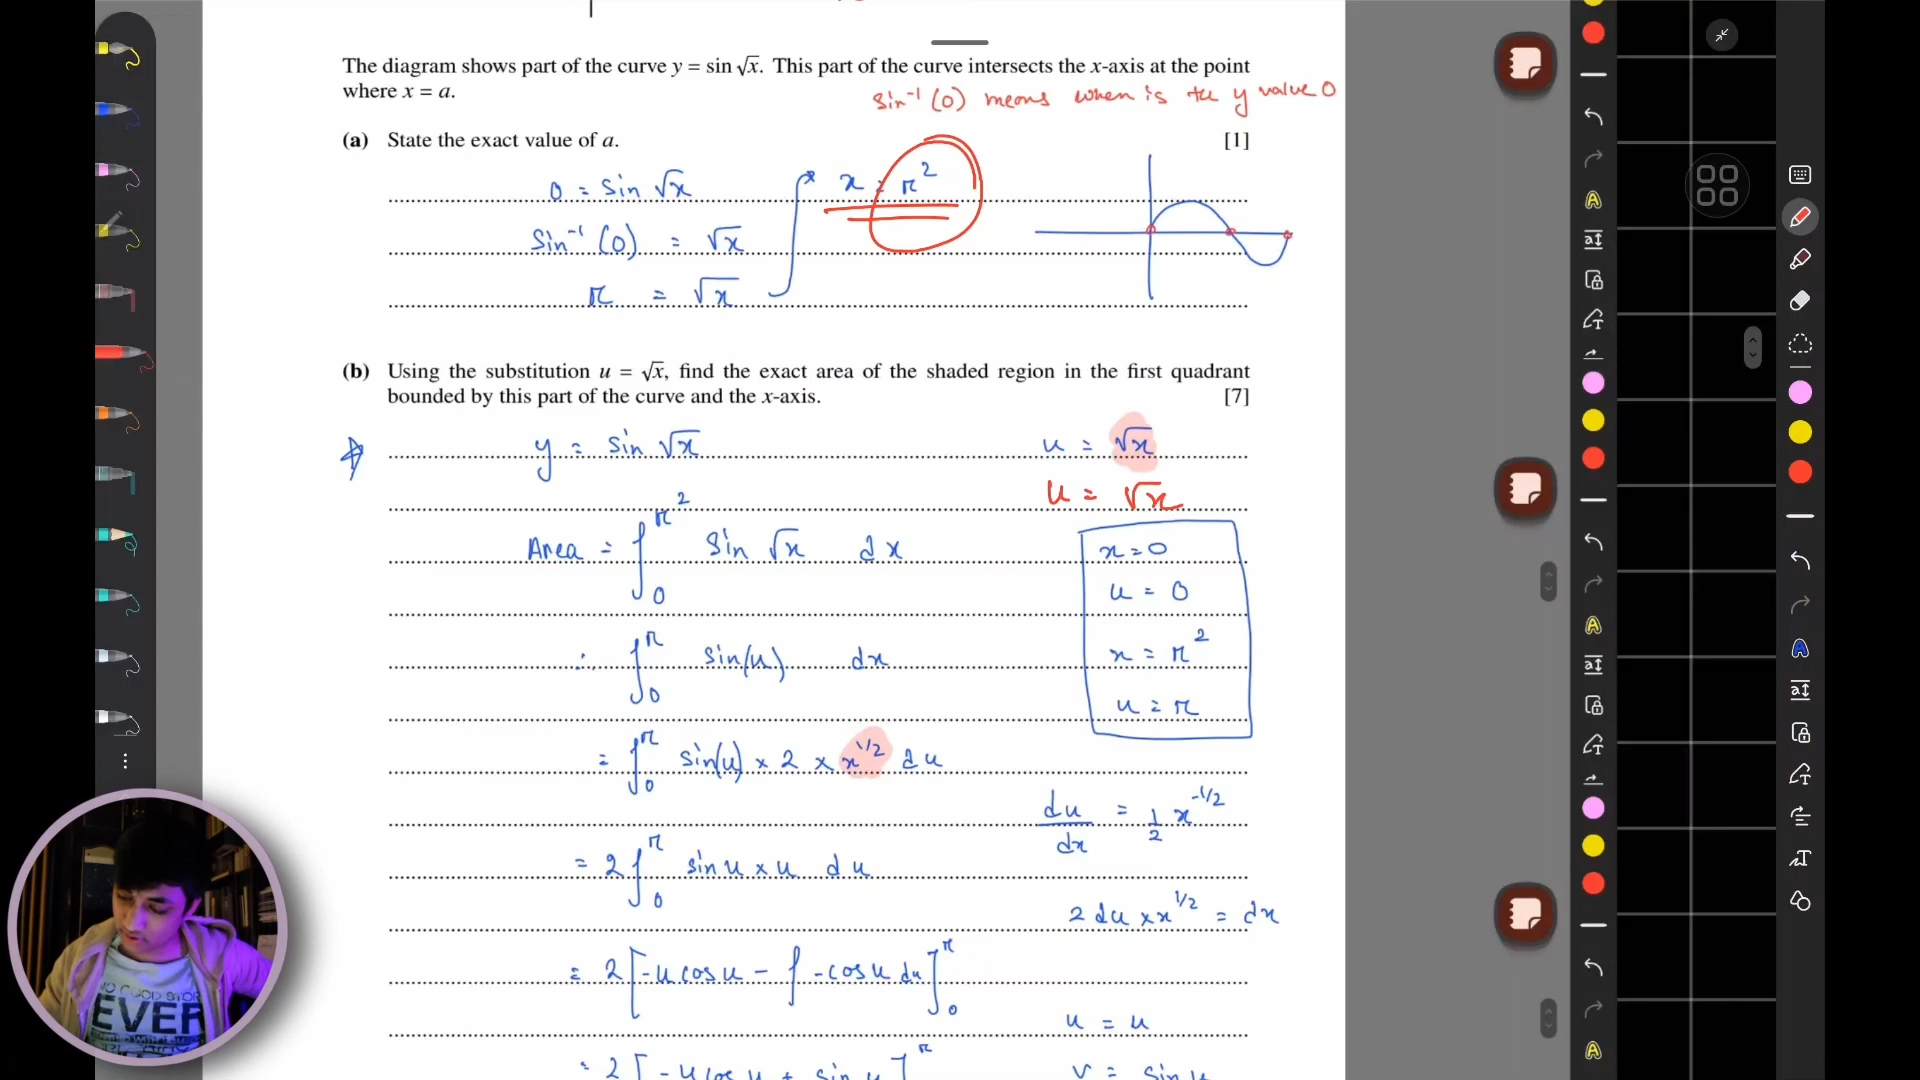 The diagram shows part of the curve y = sin √x. This part of the curve intersects the x-axis at the point
where x = a.
sin⁻¹ (0) means when is the y value 0
(a) State the exact value of a. [1]
0 = sin √x
x = π²
sin⁻¹ (0) = √x
π = √x
(b) Using the substitution u = √x, find the exact area of the shaded region in the first quadrant
bounded by this part of the curve and the x-axis. [7]
y = sin √x
u = √x
u = √x
Area = ∫₀^π² sin √x dx
x = 0
u = 0
∴ ∫₀^π sin(u) dx
x = π²
u = π
= ∫₀^π sin(u) × 2 × x^1/2 du
du/dx = 1/2 x^-1/2
= 2 ∫₀^π sin u × u du
2 du × x^1/2 = dx
= 2 [-u cos u - ∫ -cos u du]₀^π
u = u
= 2 [ -u cos u + sin u ]^π
v = sin u
EVER